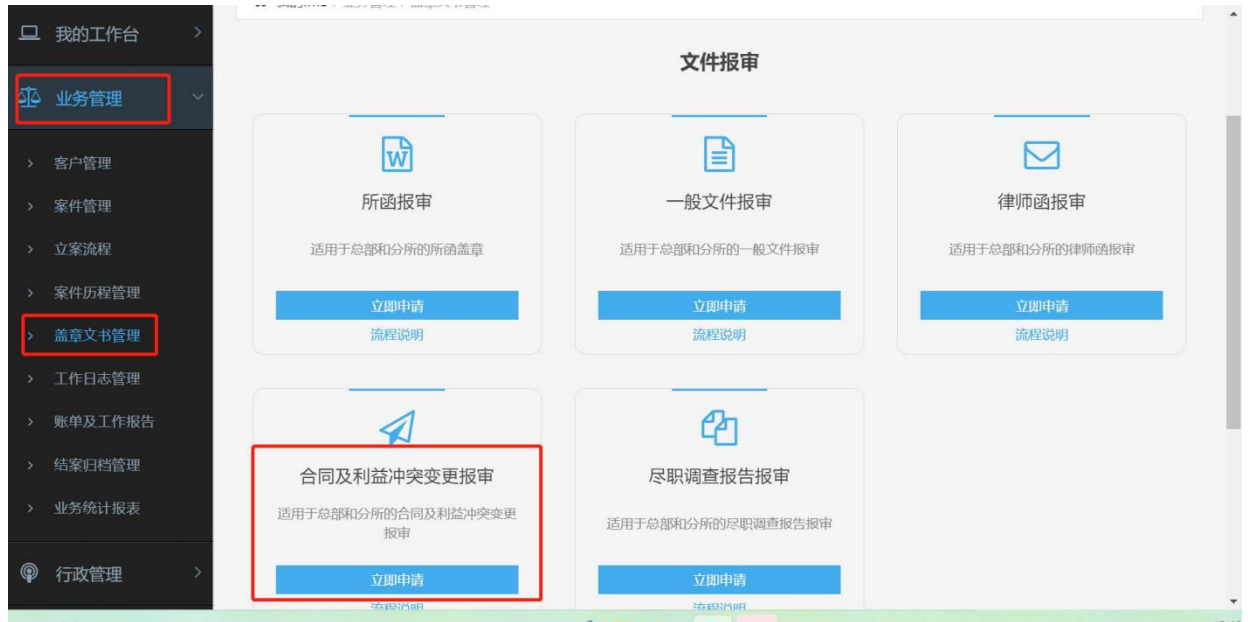 我的工作台
业务管理
客户管理
案件管理
立案流程
案件历程管理
盖章文书管理
工作日志管理
账单及工作报告
结案归档管理
业务统计报表
行政管理
文件报审
所函报审
适用于总部和分所的所函盖章
立即申请
流程说明
一般文件报审
适用于总部和分所的一般文件报审
立即申请
流程说明
律师函报审
适用于总部和分所的律师函报审
立即申请
流程说明
合同及利益冲突变更报审
适用于总部和分所的合同及利益冲突变更
报审
立即申请
流程说明
尽职调查报告报审
适用于总部和分所的尽职调查报告报审
立即申请
流程说明